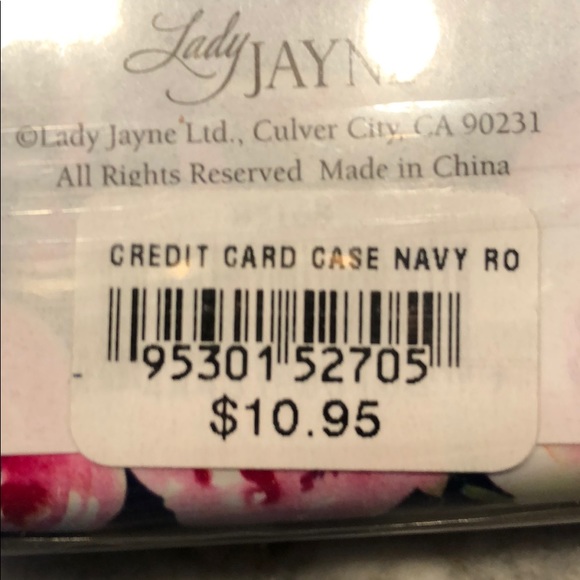 Lady JAYNE
©Lady Jayne Ltd., Culver City, CA 90231
All Rights Reserved Made in China
CREDIT CARD CASE NAVY RO
95301 52705
$10.95